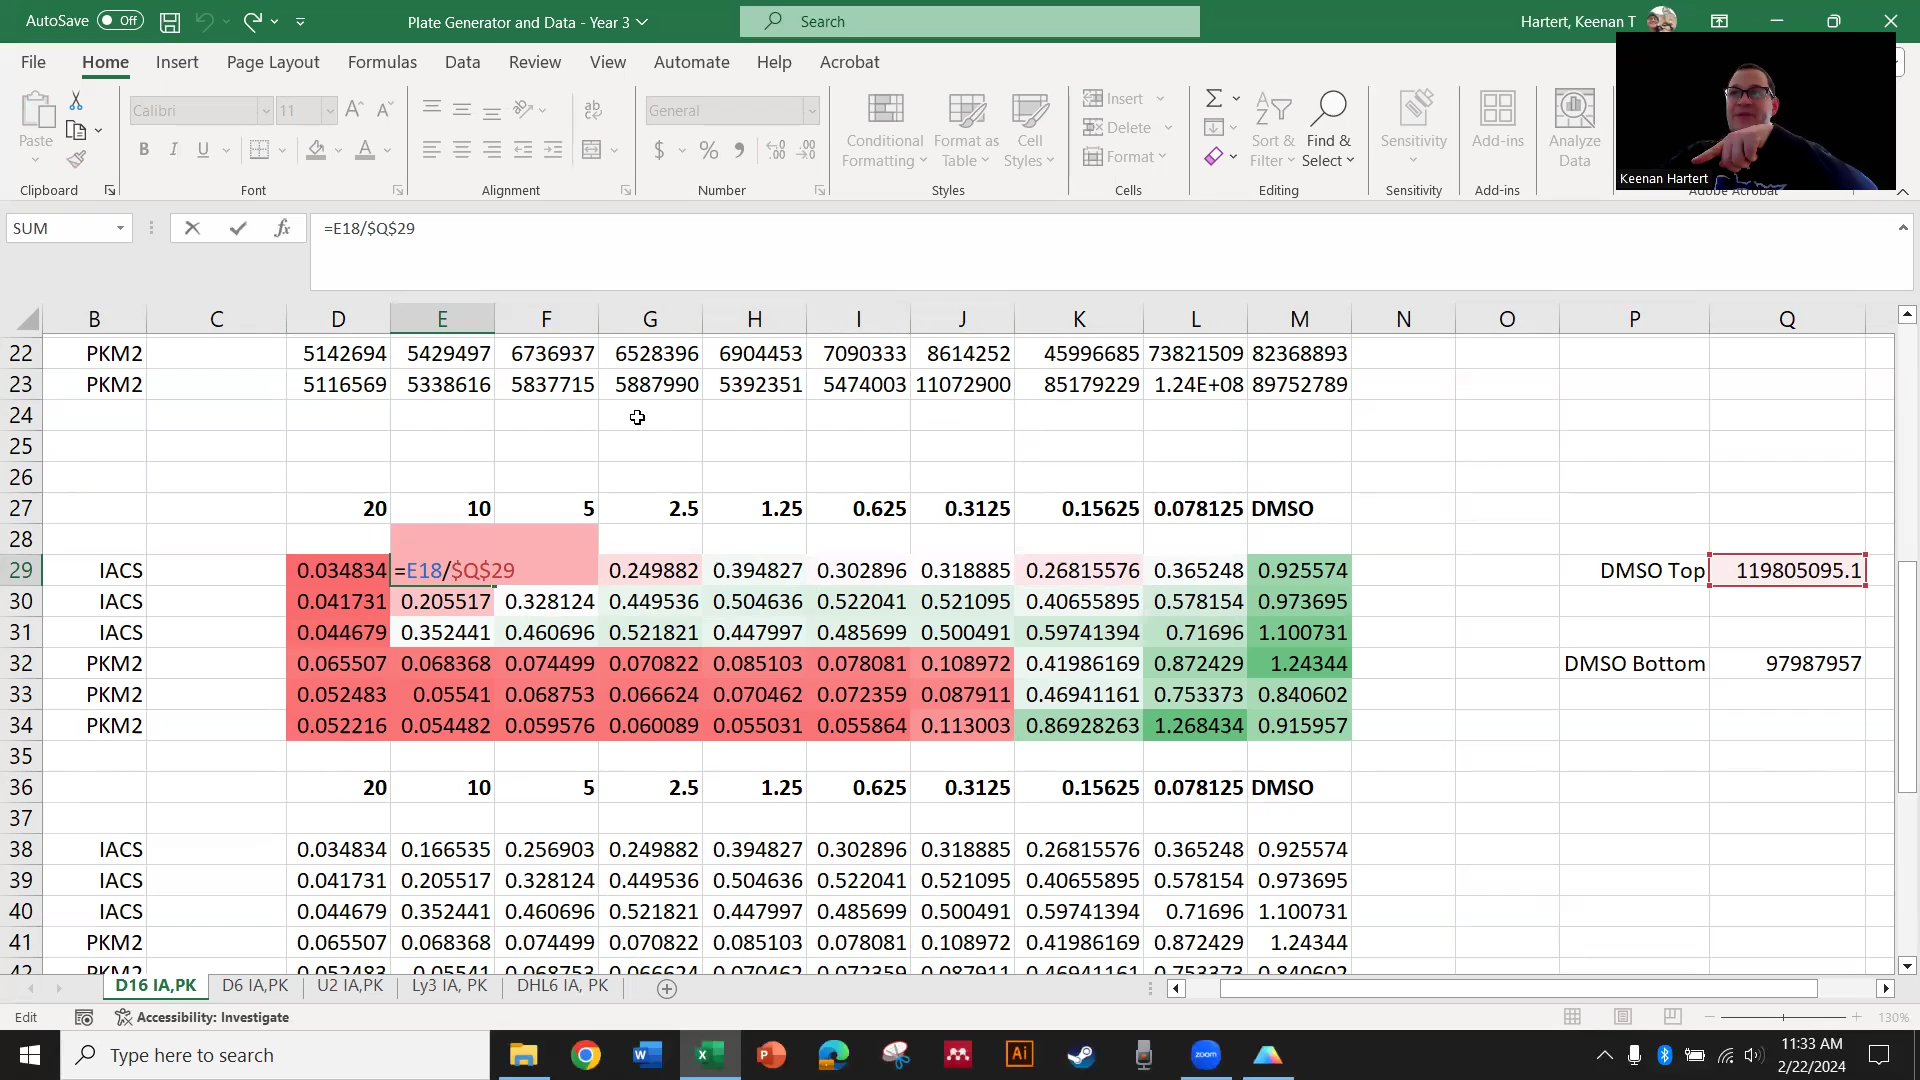 AutoSave Off Plate Generator and Data - Year 3 Search Hartert, Keenan T
File Home Insert Page Layout Formulas Data Review View Automate Help Acrobat
Calibri 11 General Insert
Paste Conditional Format as Cell Delete Sort & Find & Sensitivity Add-ins Analyze
Formatting Table Styles Format Filter Select Data
Keenan Hartert
Clipboard Font Alignment Number Styles Cells Editing Sensitivity Add-ins Adobe Acrobat
SUM fx =E18/$Q$29
B C D E F G H I J K L M N O P Q
22 PKM2 5142694 5429497 6736937 6528396 6904453 7090333 8614252 45996685 73821509 82368893
23 PKM2 5116569 5338616 5837715 5887990 5392351 5474003 11072900 85179229 1.24E+08 89752789
24
25
26
27 20 10 5 2.5 1.25 0.625 0.3125 0.15625 0.078125 DMSO
28
29 IACS 0.034834 =E18/$Q$29 0.249882 0.394827 0.302896 0.318885 0.26815576 0.365248 0.925574 DMSO Top 119805095.1
30 IACS 0.041731 0.205517 0.328124 0.449536 0.504636 0.522041 0.521095 0.40655895 0.578154 0.973695
31 IACS 0.044679 0.352441 0.460696 0.521821 0.447997 0.485699 0.500491 0.59741394 0.71696 1.100731
32 PKM2 0.065507 0.068368 0.074499 0.070822 0.085103 0.078081 0.108972 0.41986169 0.872429 1.24344 DMSO Bottom 97987957
33 PKM2 0.052483 0.05541 0.068753 0.066624 0.070462 0.072359 0.087911 0.46941161 0.753373 0.840602
34 PKM2 0.052216 0.054482 0.059576 0.060089 0.055031 0.055864 0.113003 0.86928263 1.268434 0.915957
35
36 20 10 5 2.5 1.25 0.625 0.3125 0.15625 0.078125 DMSO
37
38 IACS 0.034834 0.166535 0.256903 0.249882 0.394827 0.302896 0.318885 0.26815576 0.365248 0.925574
39 IACS 0.041731 0.205517 0.328124 0.449536 0.504636 0.522041 0.521095 0.40655895 0.578154 0.973695
40 IACS 0.044679 0.352441 0.460696 0.521821 0.447997 0.485699 0.500491 0.59741394 0.71696 1.100731
41 PKM2 0.065507 0.068368 0.074499 0.070822 0.085103 0.078081 0.108972 0.41986169 0.872429 1.24344
42 PKM2 0.052483 0.05541 0.068753 0.066624 0.070462 0.072359 0.087911 0.46941161 0.753373 0.840602
D16 IA,PK D6 IA,PK U2 IA,PK Ly3 IA, PK DHL6 IA, PK
Edit Accessibility: Investigate 130%
Type here to search zoom 11:33 AM
2/22/2024